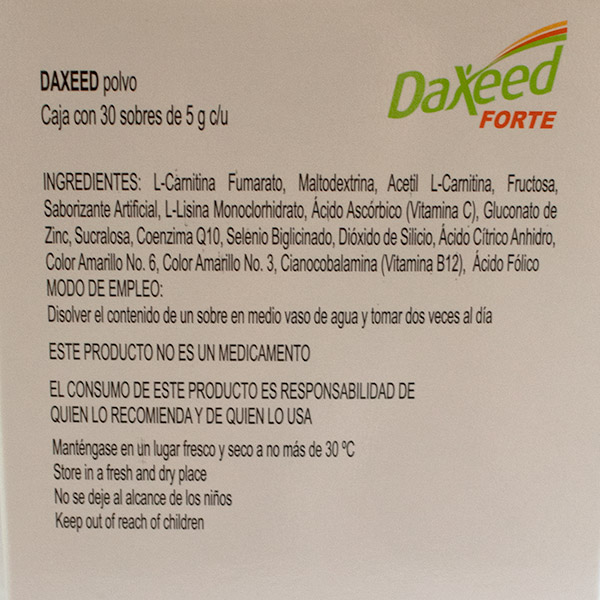 DAXEED polvo
Caja con 30 sobres de 5 g c/u
DaXeed
FORTE
INGREDIENTES: L-Carnitina Fumarato, Maltodextrina, Acetil L-Carnitina, Fructosa,
Saborizante Artificial, L-Lisina Monoclorhidrato, Ácido Ascórbico (Vitamina C), Gluconato de
Zinc, Sucralosa, Coenzima Q10, Selenio Biglicinado, Dióxido de Silicio, Ácido Cítrico Anhidro,
Color Amarillo No. 6, Color Amarillo No. 3, Cianocobalamina (Vitamina B12), Ácido Fólico
MODO DE EMPLEO:
Disolver el contenido de un sobre en medio vaso de agua y tomar dos veces al día
ESTE PRODUCTO NO ES UN MEDICAMENTO
EL CONSUMO DE ESTE PRODUCTO ES RESPONSABILIDAD DE
QUIEN LO RECOMIENDA Y DE QUIEN LO USA
Manténgase en un lugar fresco y seco a no más de 30 ºC
Store in a fresh and dry place
No se deje al alcance de los niños
Keep out of reach of children